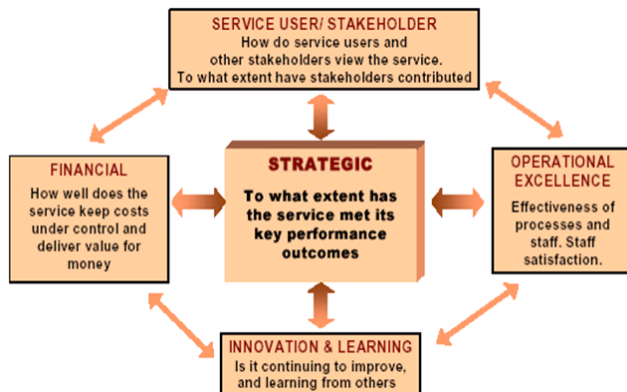 SERVICE USER/ STAKEHOLDER
How do service users and
other stakeholders view the service.
To what extent have stakeholders contributed
FINANCIAL
How well does the
service keep costs
under control and
deliver value for
money
STRATEGIC
To what extent has
the service met its
key performance
outcomes
OPERATIONAL
EXCELLENCE
Effectiveness of
processes and
staff. Staff
satisfaction.
INNOVATION & LEARNING
Is it continuing to improve,
and learning from others